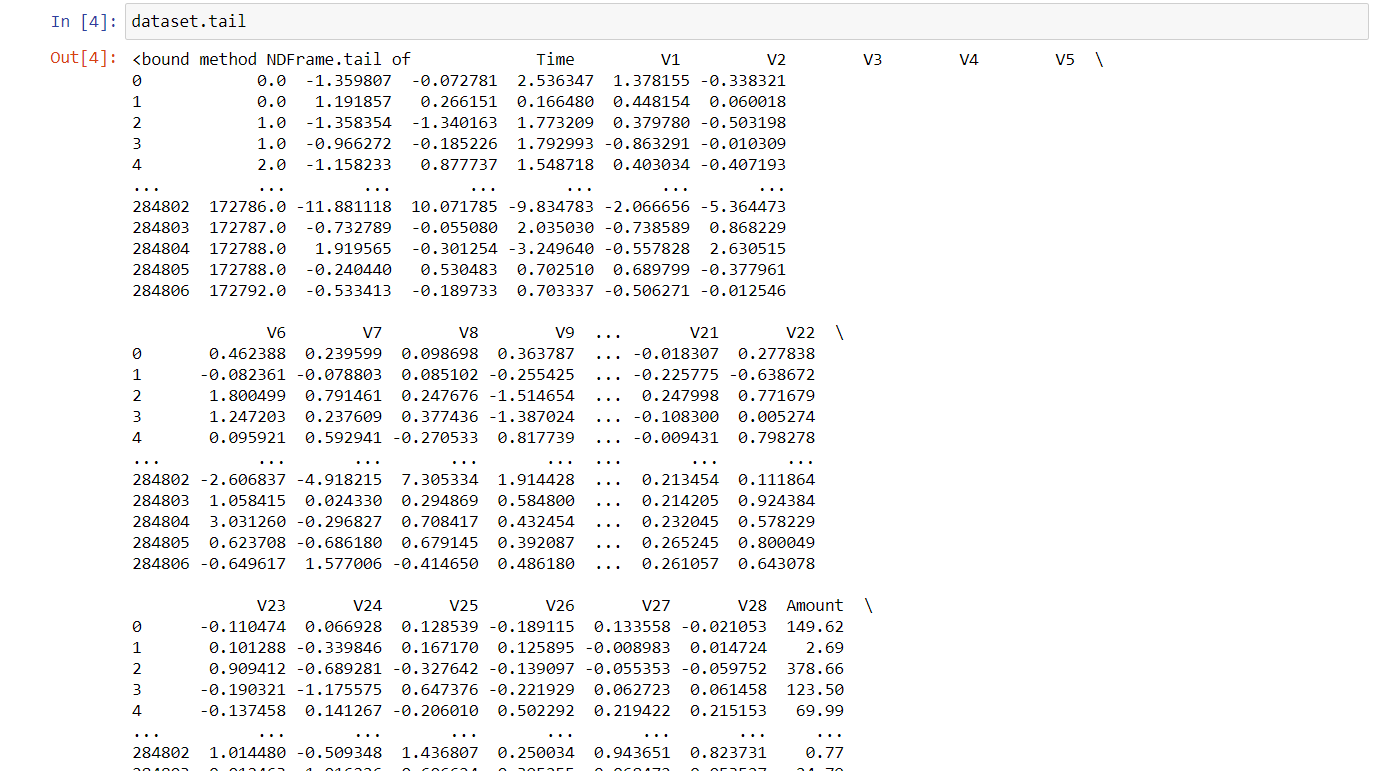 In [4]: dataset.tail
Out[4]: <bound method NDFrame.tail of Time V1 V2 V3 V4 V5 \
0 0.0 -1.359807 -0.072781 2.536347 1.378155 -0.338321
1 0.0 1.191857 0.266151 0.166480 0.448154 0.060018
2 1.0 -1.358354 -1.340163 1.773209 0.379780 -0.503198
3 1.0 -0.966272 -0.185226 1.792993 -0.863291 -0.010309
4 2.0 -1.158233 0.877737 1.548718 0.403034 -0.407193
... ... ... ... ... ... ...
284802 172786.0 -11.881118 10.071785 -9.834783 -2.066656 -5.364473
284803 172787.0 -0.732789 -0.055080 2.035030 -0.738589 0.868229
284804 172788.0 1.919565 -0.301254 -3.249640 -0.557828 2.630515
284805 172788.0 -0.240440 0.530483 0.702510 0.689799 -0.377961
284806 172792.0 -0.533413 -0.189733 0.703337 -0.506271 -0.012546
V6 V7 V8 V9 ... V21 V22 \
0 0.462388 0.239599 0.098698 0.363787 ... -0.018307 0.277838
1 -0.082361 -0.078803 0.085102 -0.255425 ... -0.225775 -0.638672
2 1.800499 0.791461 0.247676 -1.514654 ... 0.247998 0.771679
3 1.247203 0.237609 0.377436 -1.387024 ... -0.108300 0.005274
4 0.095921 0.592941 -0.270533 0.817739 ... -0.009431 0.798278
... ... ... ... ... ... ... ...
284802 -2.606837 -4.918215 7.305334 1.914428 ... 0.213454 0.111864
284803 1.058415 0.024330 0.294869 0.584800 ... 0.214205 0.924384
284804 3.031260 -0.296827 0.708417 0.432454 ... 0.232045 0.578229
284805 0.623708 -0.686180 0.679145 0.392087 ... 0.265245 0.800049
284806 -0.649617 1.577006 -0.414650 0.486180 ... 0.261057 0.643078
V23 V24 V25 V26 V27 V28 Amount \
0 -0.110474 0.066928 0.128539 -0.189115 0.133558 -0.021053 149.62
1 0.101288 -0.339846 0.167170 0.125895 -0.008983 0.014724 2.69
2 0.909412 -0.689281 -0.327642 -0.139097 -0.055353 -0.059752 378.66
3 -0.190321 -1.175575 0.647376 -0.221929 0.062723 0.061458 123.50
4 -0.137458 0.141267 -0.206010 0.502292 0.219422 0.215153 69.99
... ... ... ... ... ... ... ...
284802 1.014480 -0.509348 1.436807 0.250034 0.943651 0.823731 0.77